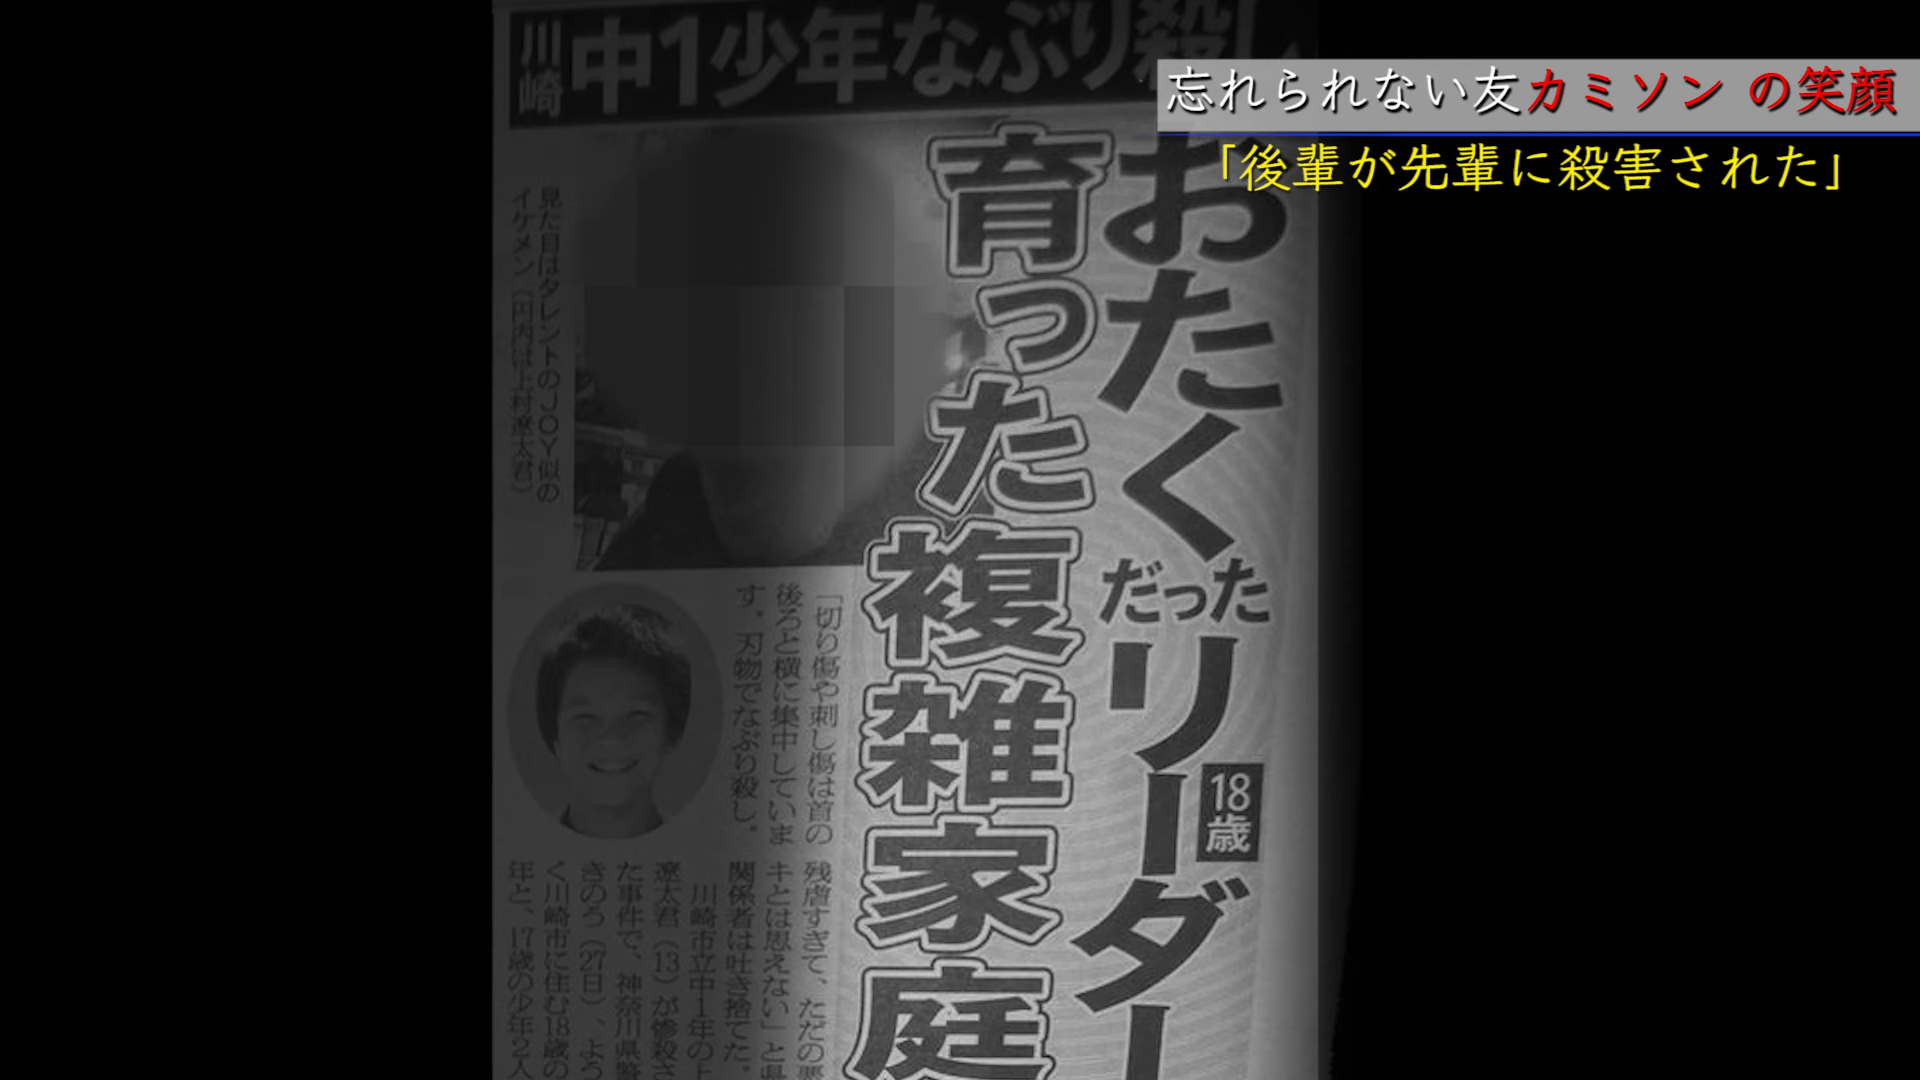 忘れられない友カミソン の笑顔
「後輩が先輩に殺害された」
川崎
中1少年なぶり殺し
おたくだったリーダー
18歳
育った複雑家庭
見た目はタレントのJOY似の
イケメン（円内は上村遼太君）
「切り傷や刺し傷は首の
後ろと横に集中していま
す。刃物でなぶり殺し。
残虐すぎて、ただの悪
キとは思えない」と県
関係者は吐き捨てた。
川崎市立中1年の上
遼太君（13）が惨殺さ
た事件で、神奈川県警
きのう（27日）、よう
く川崎市に住む18歳の
年と、17歳の少年2人